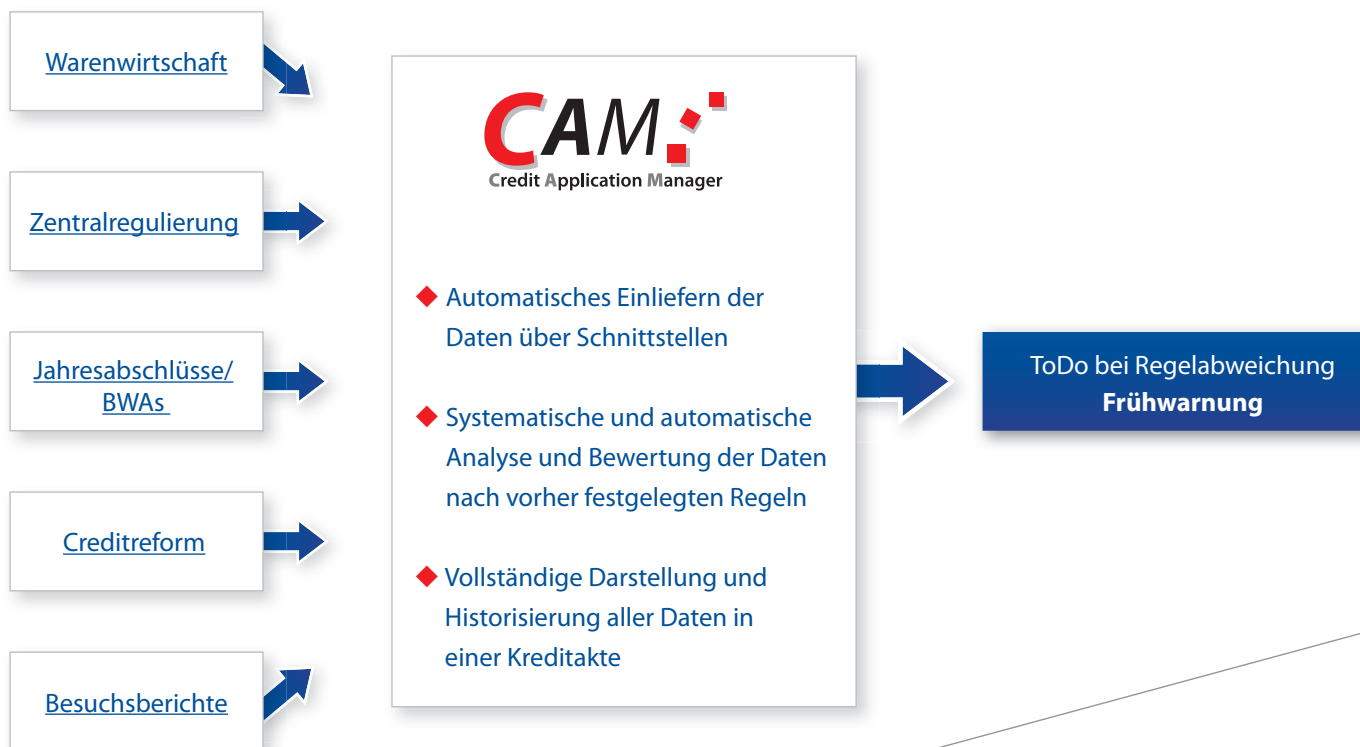 Warenwirtschaft
Zentralregulierung
Jahresabschlüsse/
BWAs
Creditreform
Besuchsberichte
CAM
Credit Application Manager
Automatisches Einliefern der
Daten über Schnittstellen
Systematische und automatische
Analyse und Bewertung der Daten
nach vorher festgelegten Regeln
Vollständige Darstellung und
Historisierung aller Daten in
einer Kreditakte
ToDo bei Regelabweichung
Frühwarnung